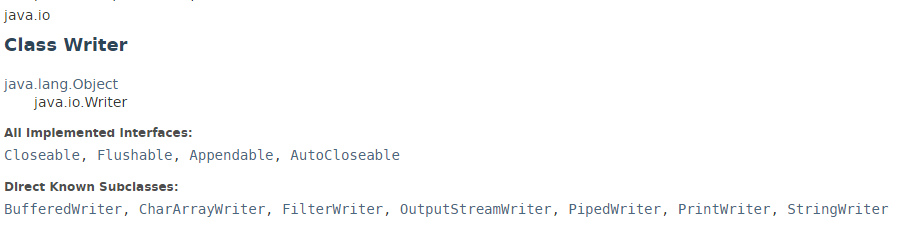 java.io
Class Writer
java.lang.Object
java.io.Writer
All Implemented Interfaces:
Closeable, Flushable, Appendable, AutoCloseable
Direct Known Subclasses:
BufferedWriter, CharArrayWriter, FilterWriter, OutputStreamWriter, PipedWriter, PrintWriter, StringWriter